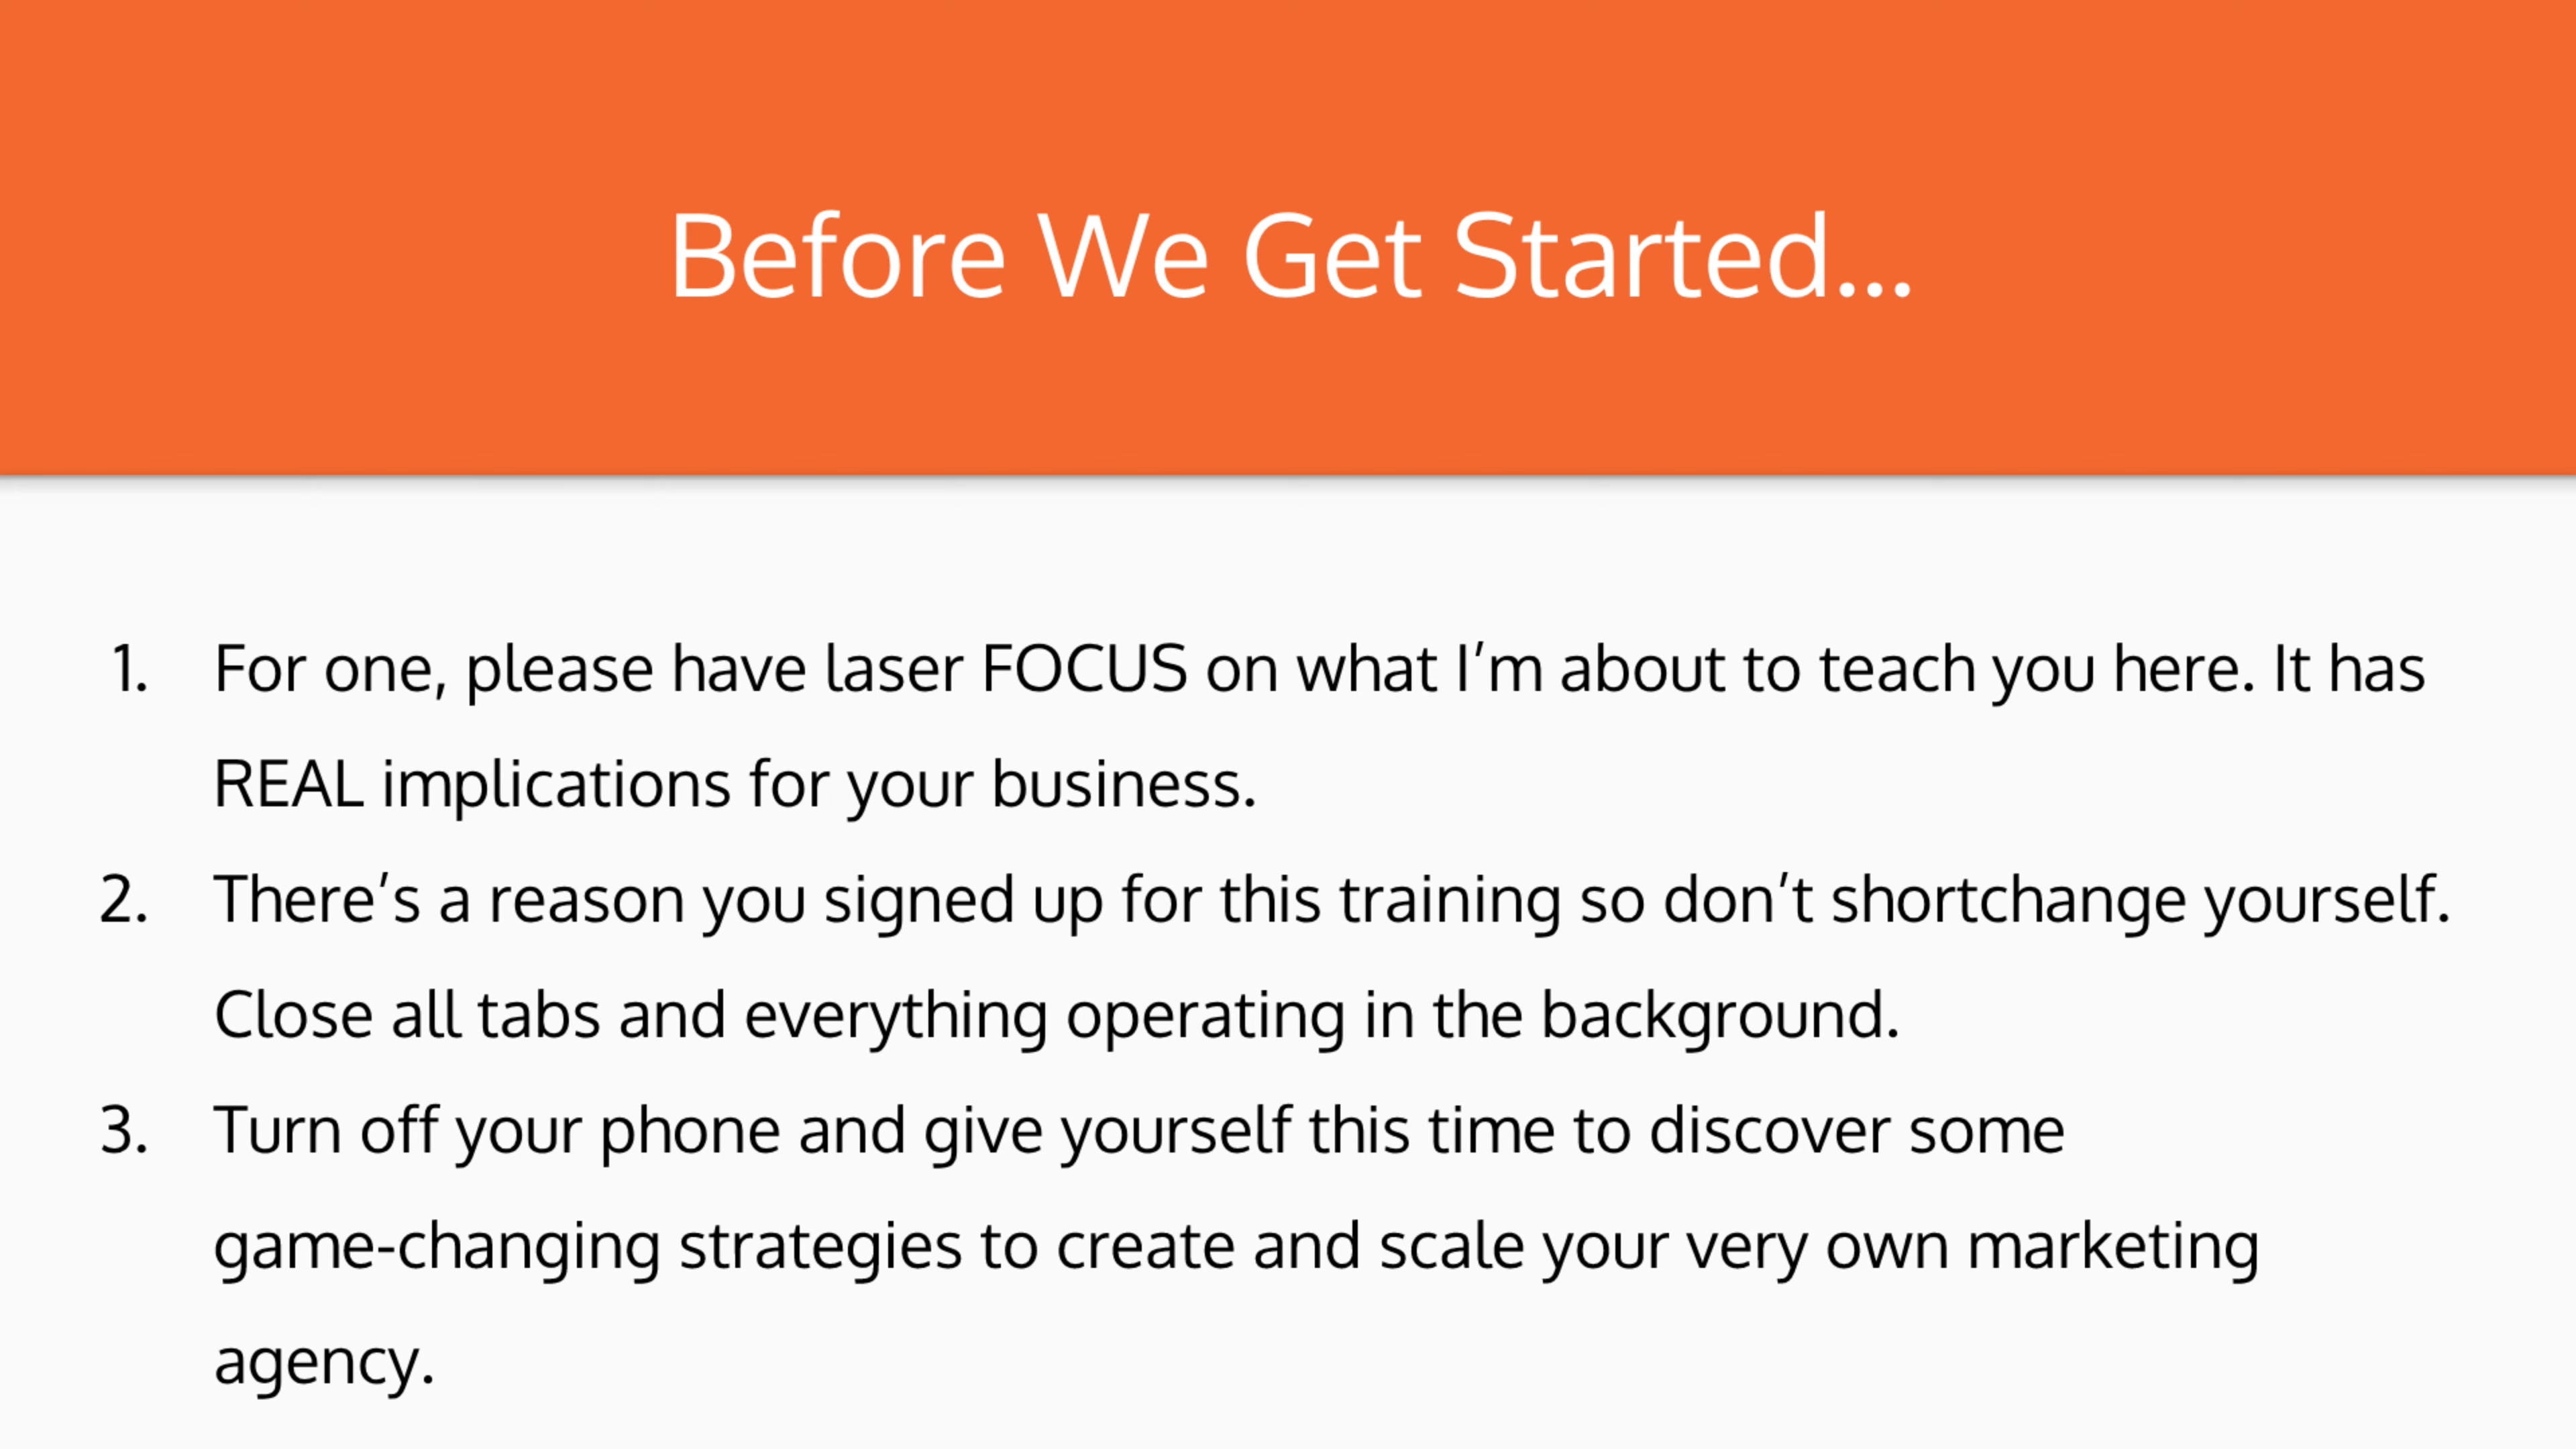 Before We Get Started...
1. For one, please have laser FOCUS on what I’m about to teach you here. It has
REAL implications for your business.
2. There’s a reason you signed up for this training so don’t shortchange yourself.
Close all tabs and everything operating in the background.
3. Turn off your phone and give yourself this time to discover some
game-changing strategies to create and scale your very own marketing
agency.